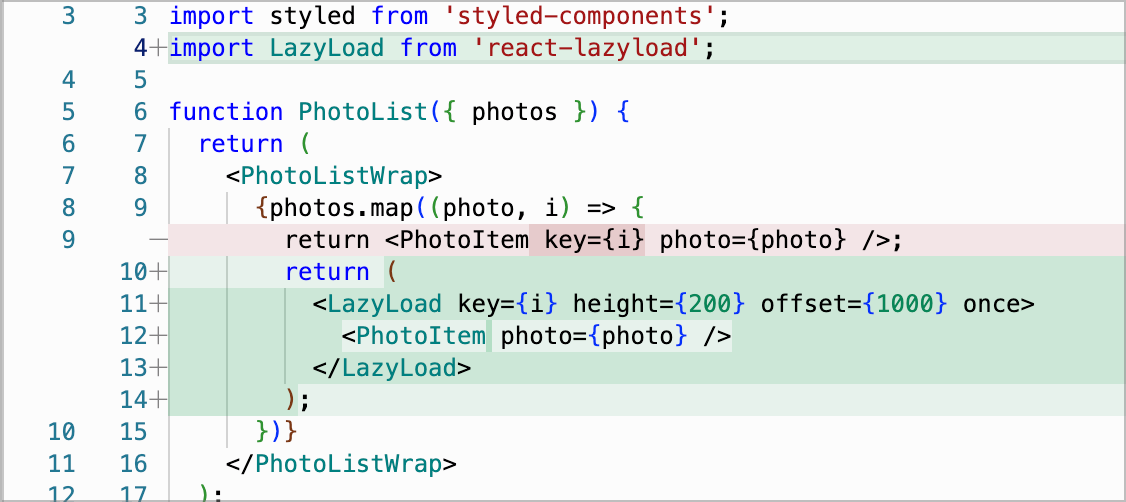 3 3 import styled from 'styled-components';
4+import LazyLoad from 'react-lazyload';
4 5
5 6 function PhotoList({ photos }) {
6 7 return (
7 8 <PhotoListWrap>
8 9 {photos.map((photo, i) => {
9 — return <PhotoItem key={i} photo={photo} />;
10+ return (
11+ <LazyLoad key={i} height={200} offset={1000} once>
12+ <PhotoItem photo={photo} />
13+ </LazyLoad>
14+ );
10 15 })}
11 16 </PhotoListWrap>
12 17 );